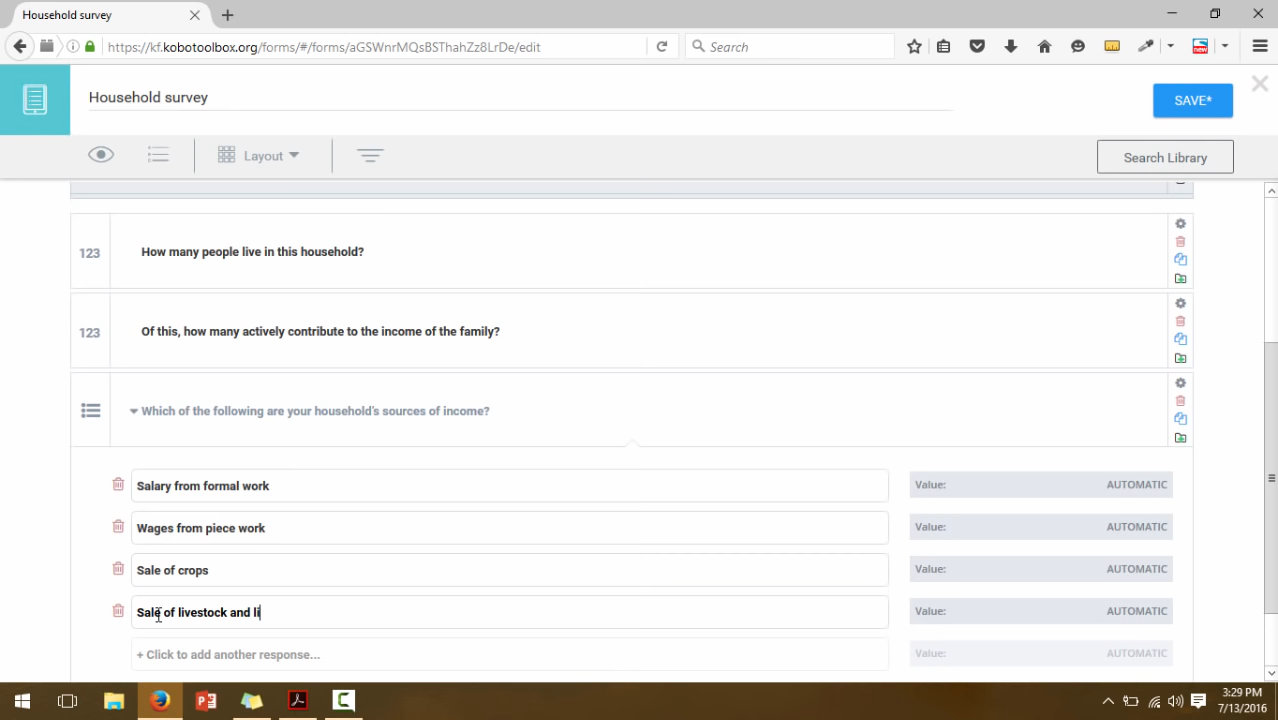 Household survey
https://kf.kobotoolbox.org/forms/#/forms/aGSWnrMQsBSThahZz8LrDe/edit
Search
new
Household survey
SAVE*
Layout
Search Library
123
How many people live in this household?
123
Of this, how many actively contribute to the income of the family?
Which of the following are your household's sources of income?
Salary from formal work
Value: AUTOMATIC
Wages from piece work
Value: AUTOMATIC
Sale of crops
Value: AUTOMATIC
Sale of livestock and li
Value: AUTOMATIC
+ Click to add another response...
Value: AUTOMATIC
3:29 PM
7/13/2016